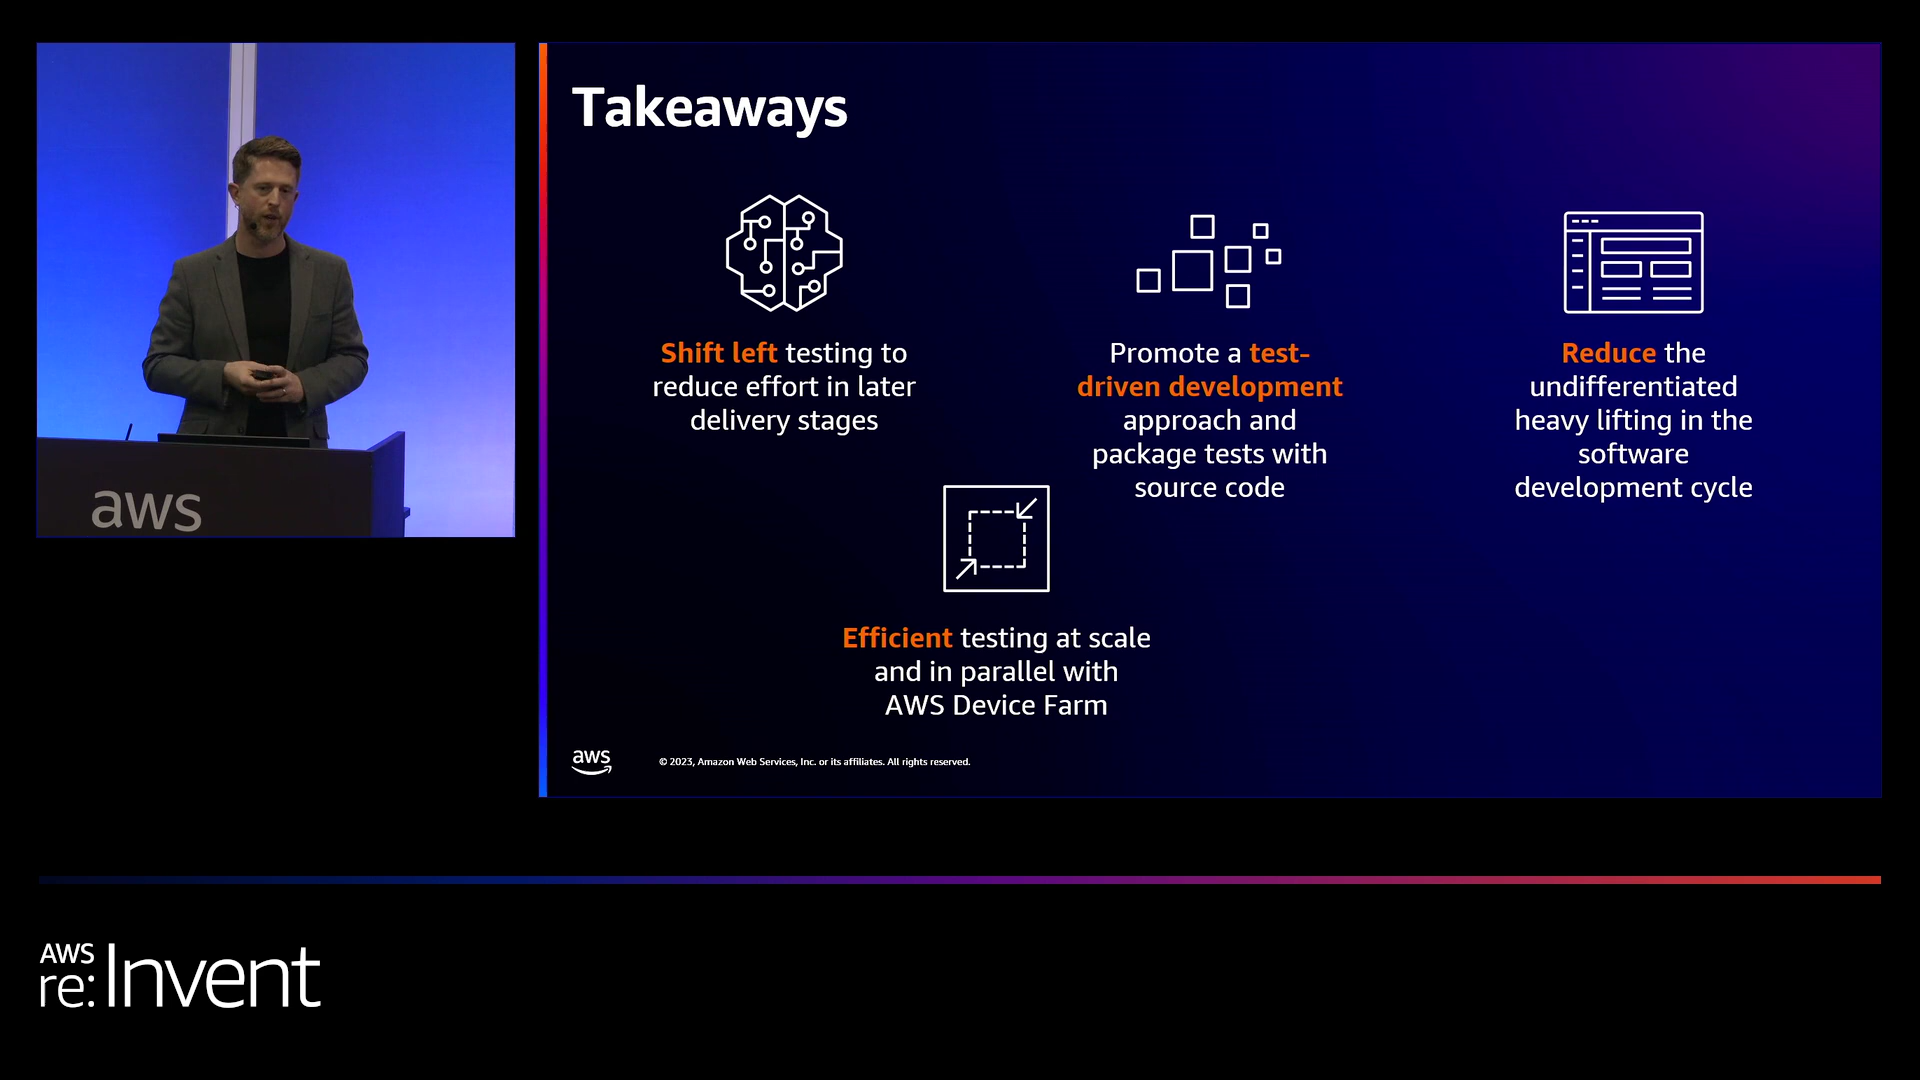 Takeaways
Shift left testing to
reduce effort in later
delivery stages
Promote a test-
driven development
approach and
package tests with
source code
Reduce the
undifferentiated
heavy lifting in the
software
development cycle
Efficient testing at scale
and in parallel with
AWS Device Farm
aws
© 2023, Amazon Web Services, Inc. or its affiliates. All rights reserved.
aws
AWS
re:Invent